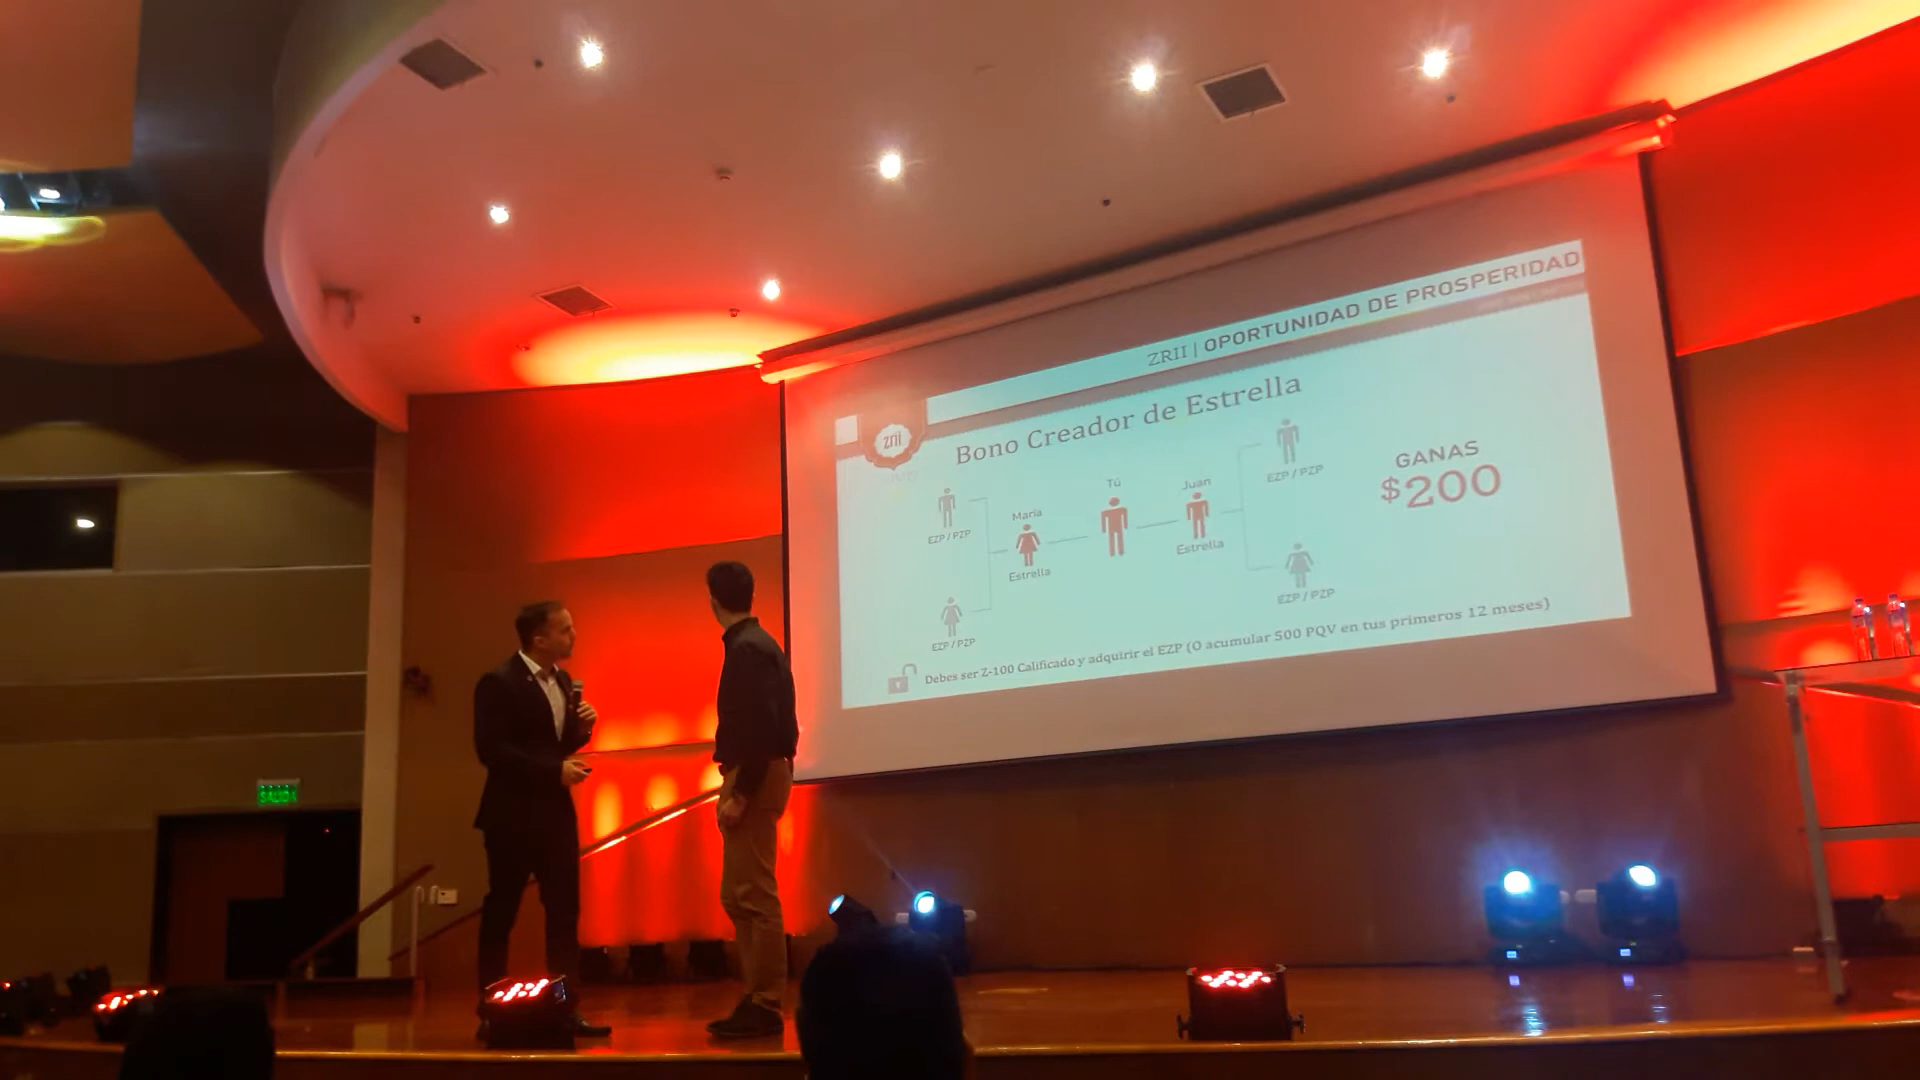 ZRII | OPORTUNIDAD DE PROSPERIDAD
zrii
Bono Creador de Estrella
EZP / PZP
María
Estrella
EZP / PZP
Tú
Juan
Estrella
EZP / PZP
EZP / PZP
GANAS
$200
Debes ser Z-100 Calificado y adquirir el EZP (O acumular 500 PQV en tus primeros 12 meses)
SALIDA